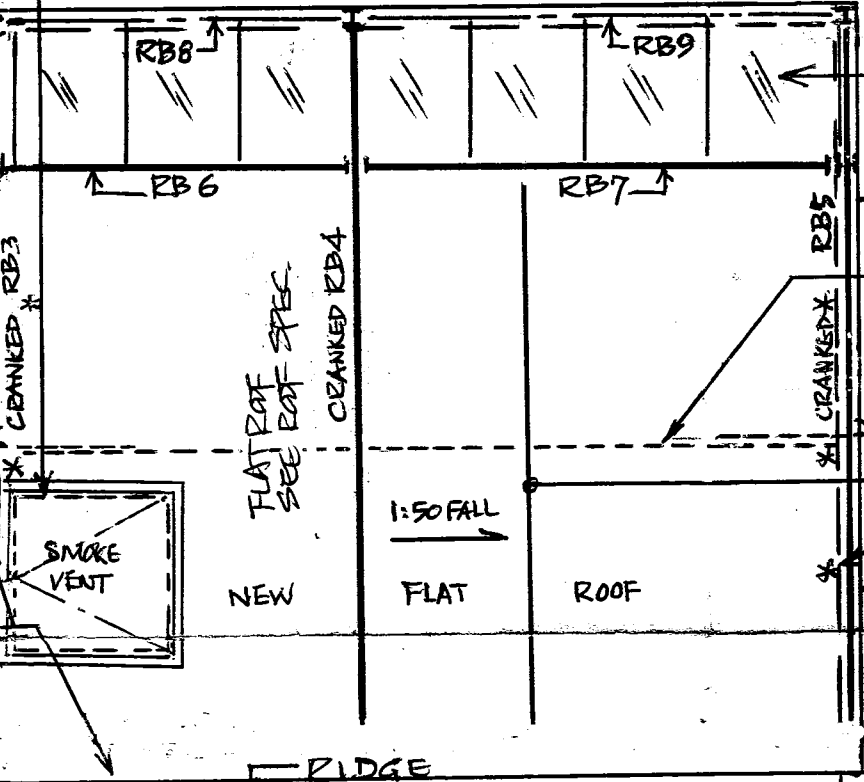 RB8
RB9
RB6
RB7
CRANKED RB3
*
CRANKED RB4
CRANKED* RB5
FLAT ROOF
SEE ROOF SPEC.
*
*
1:50 FALL
SMOKE
VENT
*
NEW FLAT ROOF
RIDGE